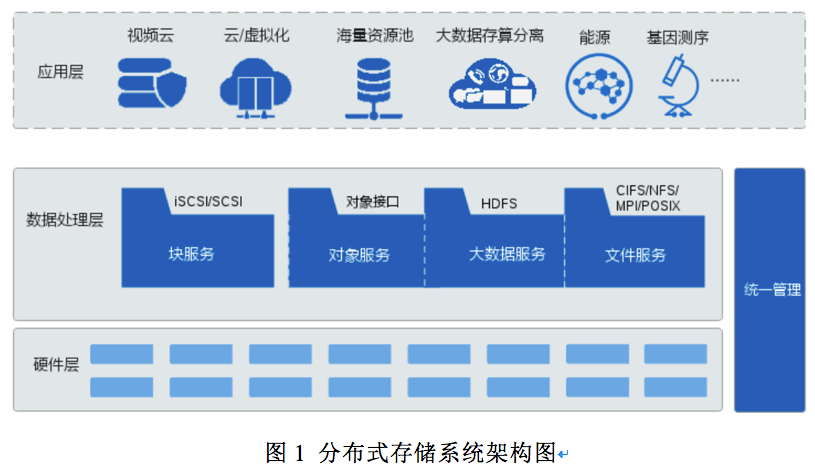 视频云
云/虚拟化
海量资源池
大数据存算分离
能源
基因测序
应用层
……
iSCSI/SCSI
对象接口
HDFS
CIFS/NFS/
MPI/POSIX
数据处理层
块服务
对象服务
大数据服务
文件服务
统一管理
硬件层
图 1 分布式存储系统架构图